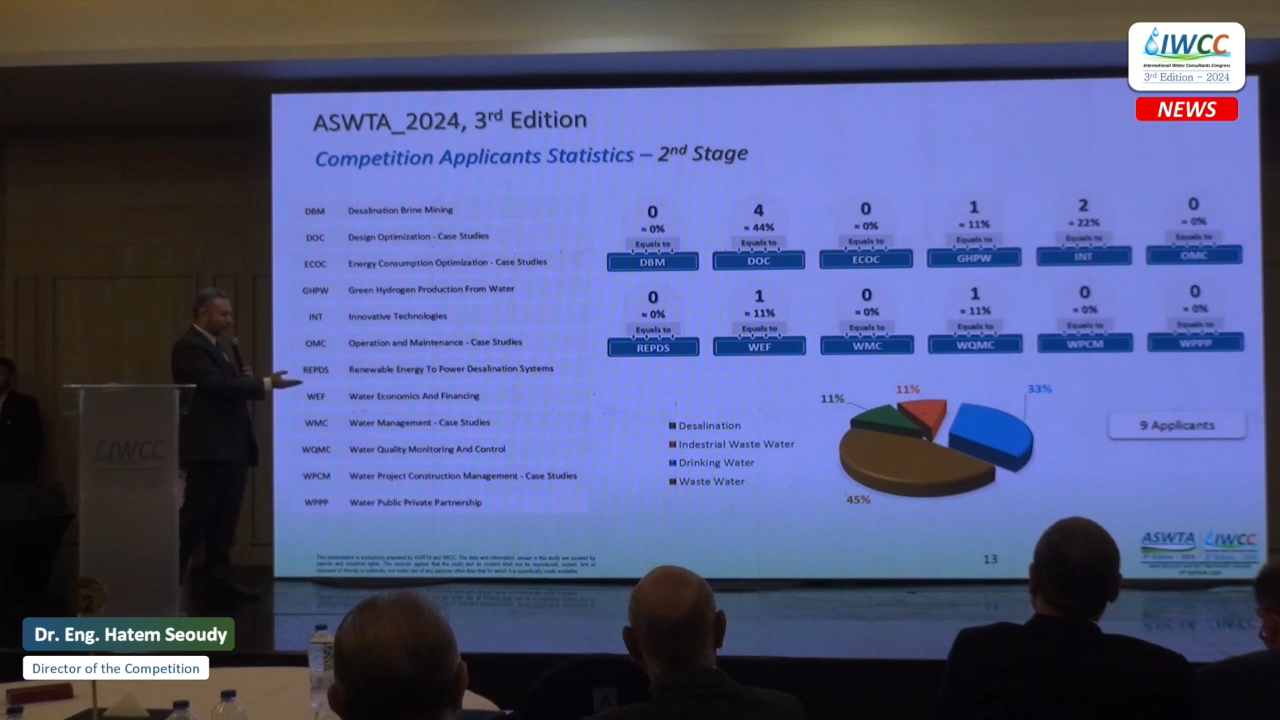 IWCC
International Water Consultants Congress
3rd Edition - 2024
NEWS
ASWTA_2024, 3rd Edition
Competition Applicants Statistics – 2nd Stage
DBM Desalination Brine Mining
DOC Design Optimization - Case Studies
ECOC Energy Consumption Optimization - Case Studies
GHPW Green Hydrogen Production From Water
INT Innovative Technologies
OMC Operation and Maintenance - Case Studies
REPDS Renewable Energy To Power Desalination Systems
WEF Water Economics And Financing
WMC Water Management - Case Studies
WQMC Water Quality Monitoring And Control
WPCM Water Project Construction Management - Case Studies
WPPP Water Public Private Partnership
0 4 0 1 2 0
≈ 0% ≈ 44% ≈ 0% ≈ 11% ≈ 22% ≈ 0%
Equals to Equals to Equals to Equals to Equals to Equals to
DBM DOC ECOC GHPW INT OMC
0 1 0 1 0 0
≈ 0% ≈ 11% ≈ 0% ≈ 11% ≈ 0% ≈ 0%
Equals to Equals to Equals to Equals to Equals to Equals to
REPDS WEF WMC WQMC WPCM WPPP
Desalination
Indestrial Waste Water
Drinking Water
Waste Water
11%
11%
33%
45%
9 Applicants
13
ASWTA
IWCC
IWCC
Dr. Eng. Hatem Seoudy
Director of the Competition